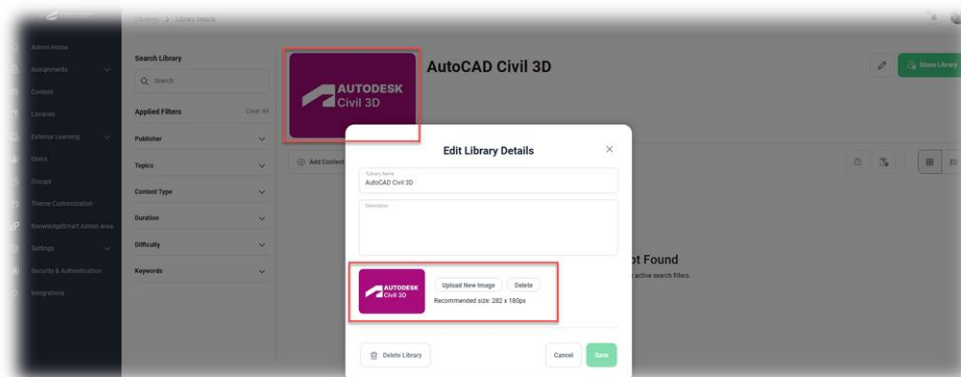 Libraries > Library Details
Admin Home
Assignments
Content
Libraries
External Learning
Users
Groups
Theme Customization
KnowledgeSmart Admin Area
Settings
Security & Authentication
Integrations
Search Library
Search
Applied Filters
Clear All
Publisher
Topics
Content Type
Duration
Difficulty
Keywords
AUTODESK
Civil 3D
AutoCAD Civil 3D
Share Library
Add Content
Edit Library Details
*Library Name
AutoCAD Civil 3D
Description
AUTODESK
Civil 3D
Upload New Image
Delete
Recommended size: 282 x 180px
Delete Library
Cancel
Save
Found
active search filters.